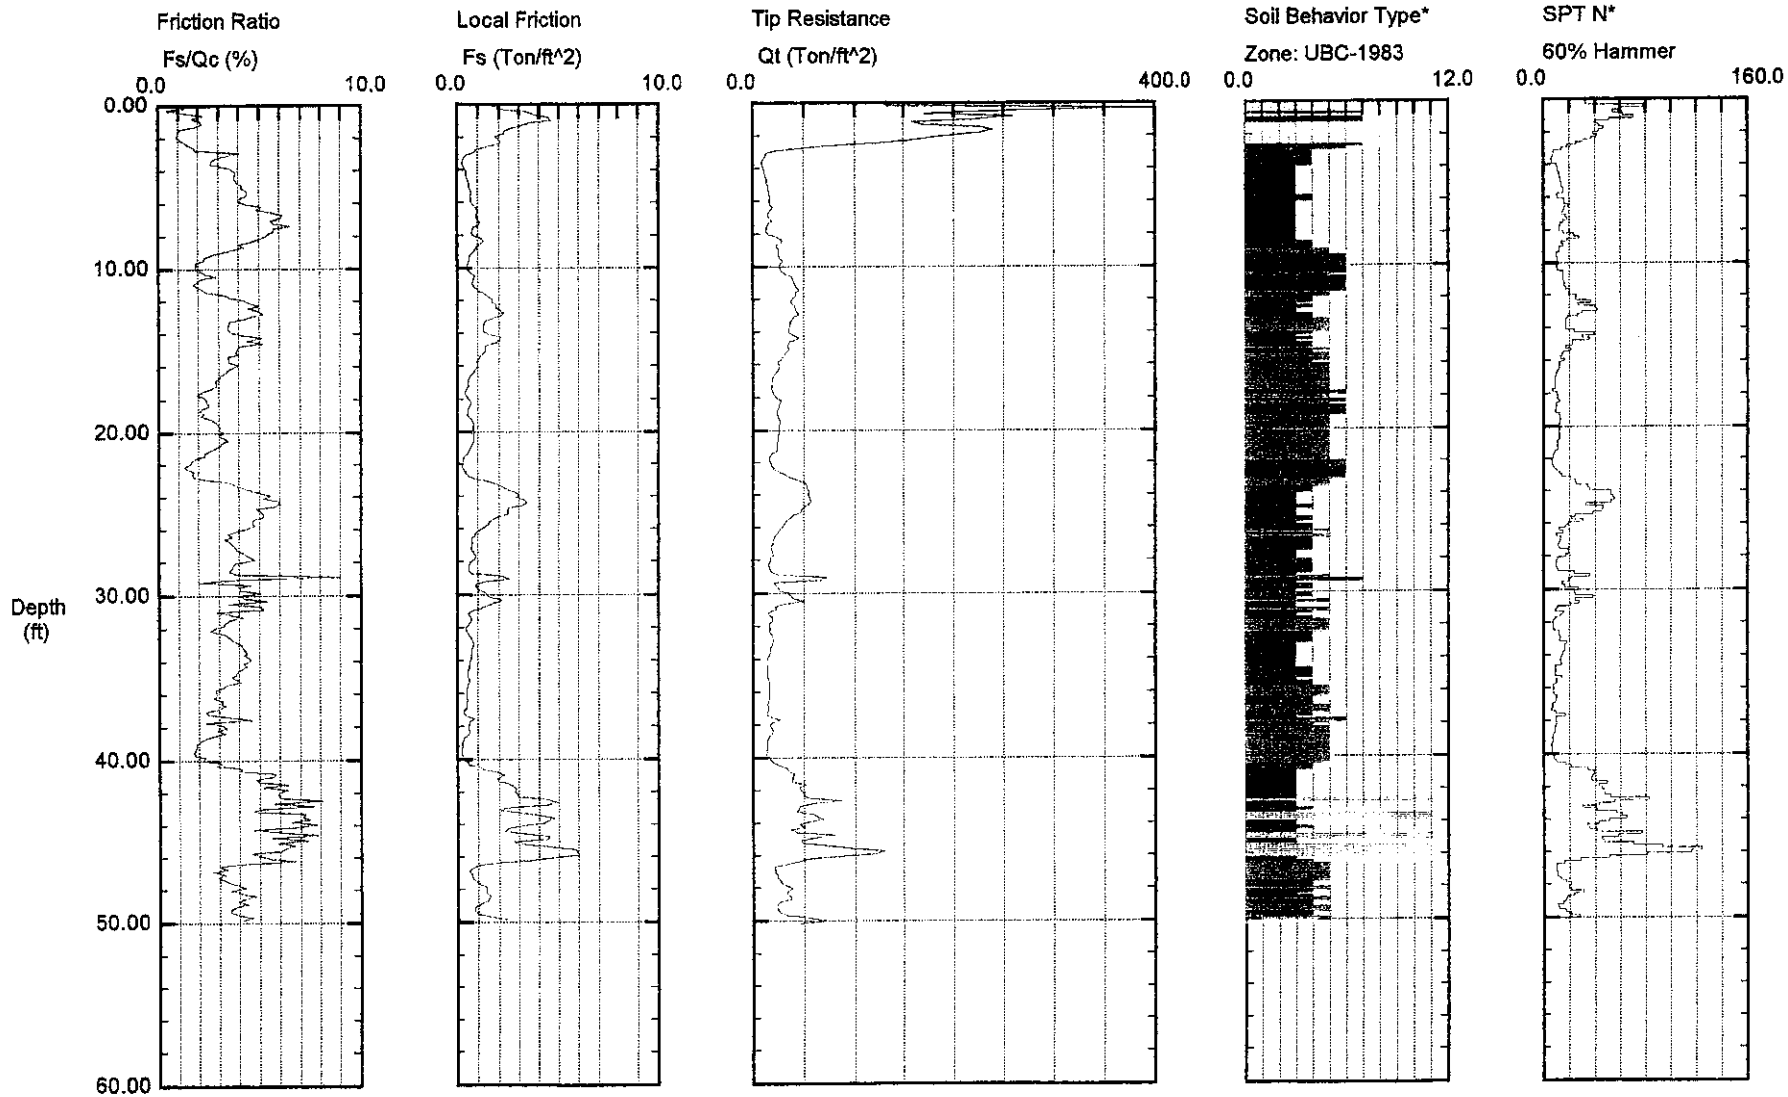 Friction Ratio
Fs/Qc (%)
0.0 10.0
Local Friction
Fs (Ton/ft^2)
0.0 10.0
Tip Resistance
Qt (Ton/ft^2)
0.0 400.0
Soil Behavior Type*
Zone: UBC-1983
0.0 12.0
SPT N*
60% Hammer
0.0 160.0
0.00
10.00
20.00
30.00
40.00
50.00
60.00
Depth
(ft)